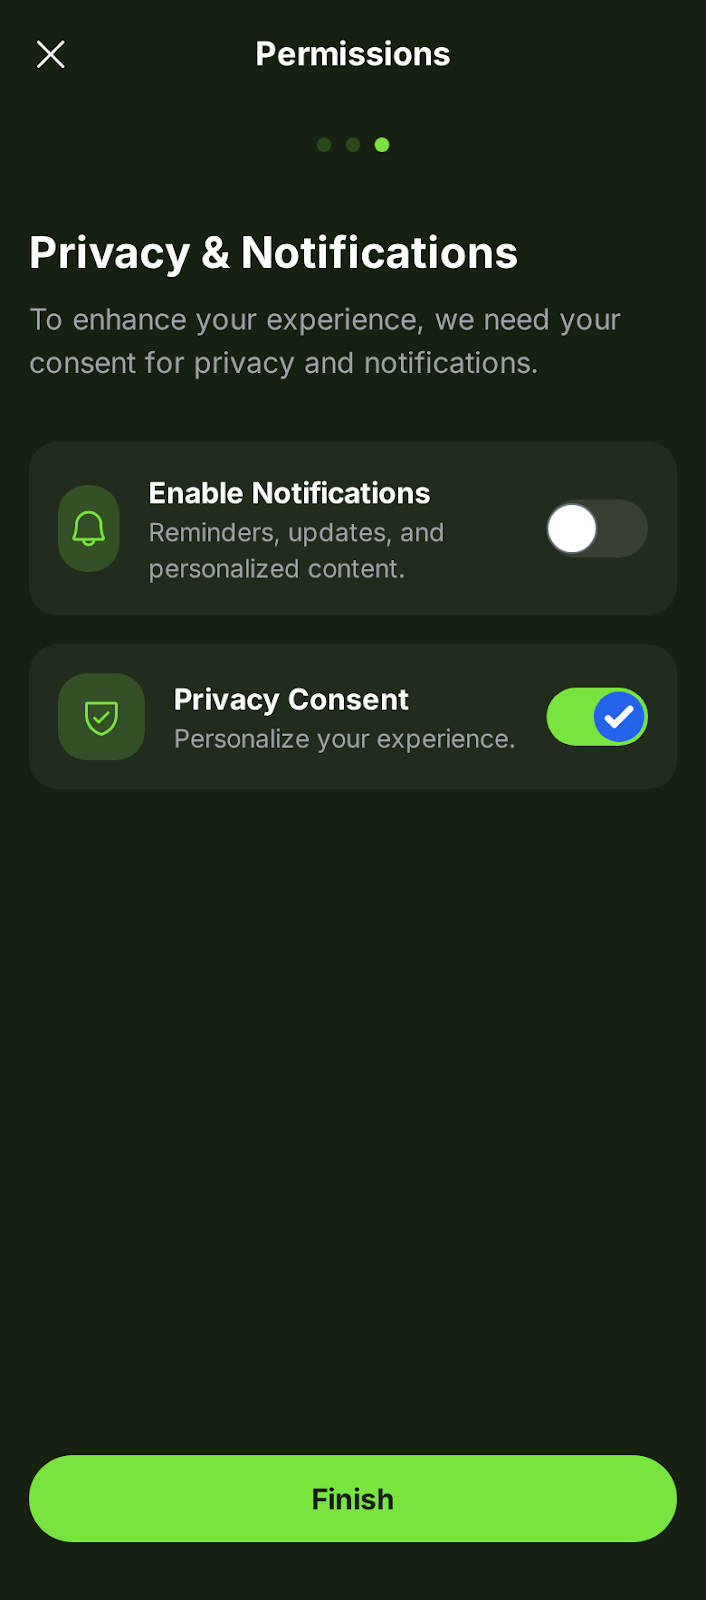 Permissions
Privacy & Notifications
To enhance your experience, we need your
consent for privacy and notifications.
Enable Notifications
Reminders, updates, and
personalized content.
Privacy Consent
Personalize your experience.
Finish